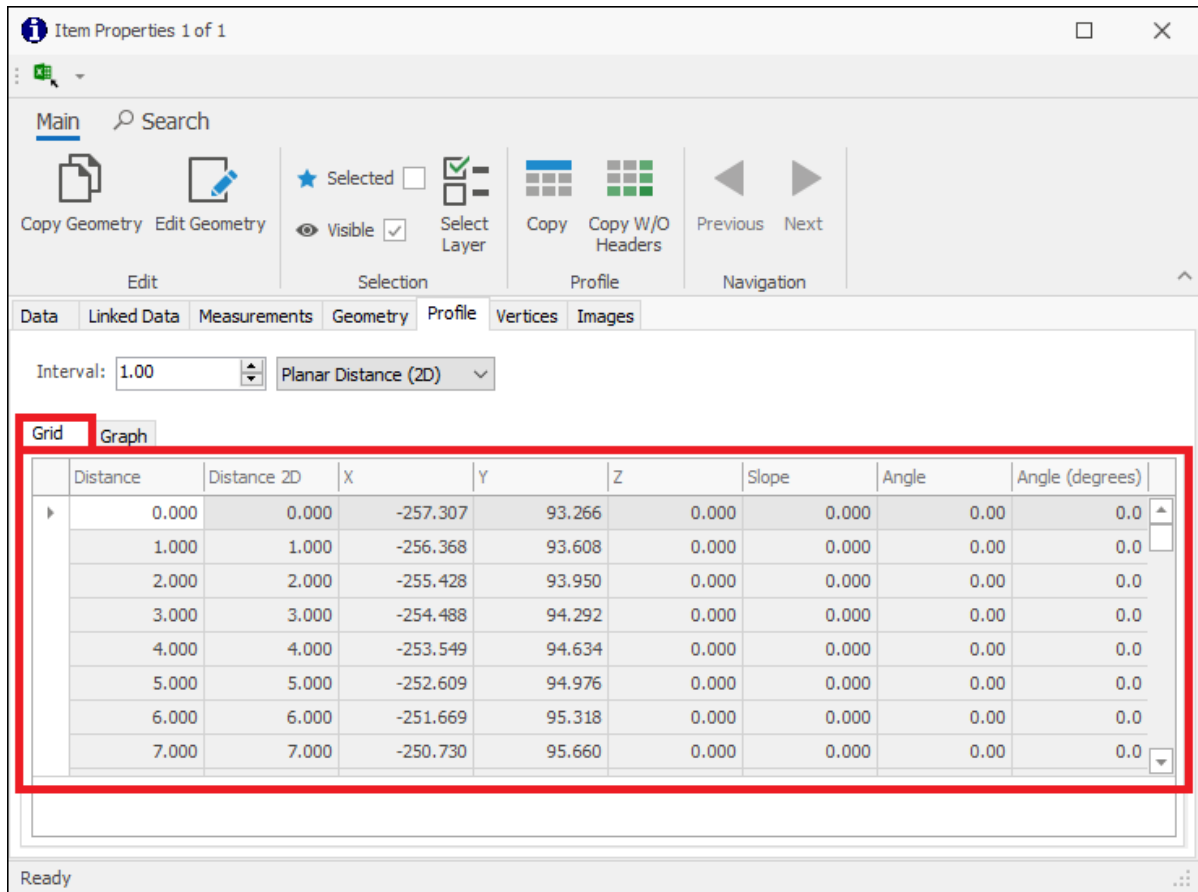 Item Properties 1 of 1
Main Search
Copy Geometry Edit Geometry Selected Visible Select Layer Copy Copy W/O Headers Previous Next
Edit Selection Profile Navigation
Data Linked Data Measurements Geometry Profile Vertices Images
Interval: 1.00 Planar Distance (2D)
Grid Graph
Distance Distance 2D X Y Z Slope Angle Angle (degrees)
0.000 0.000 -257.307 93.266 0.000 0.000 0.00 0.0
1.000 1.000 -256.368 93.608 0.000 0.000 0.00 0.0
2.000 2.000 -255.428 93.950 0.000 0.000 0.00 0.0
3.000 3.000 -254.488 94.292 0.000 0.000 0.00 0.0
4.000 4.000 -253.549 94.634 0.000 0.000 0.00 0.0
5.000 5.000 -252.609 94.976 0.000 0.000 0.00 0.0
6.000 6.000 -251.669 95.318 0.000 0.000 0.00 0.0
7.000 7.000 -250.730 95.660 0.000 0.000 0.00 0.0
Ready